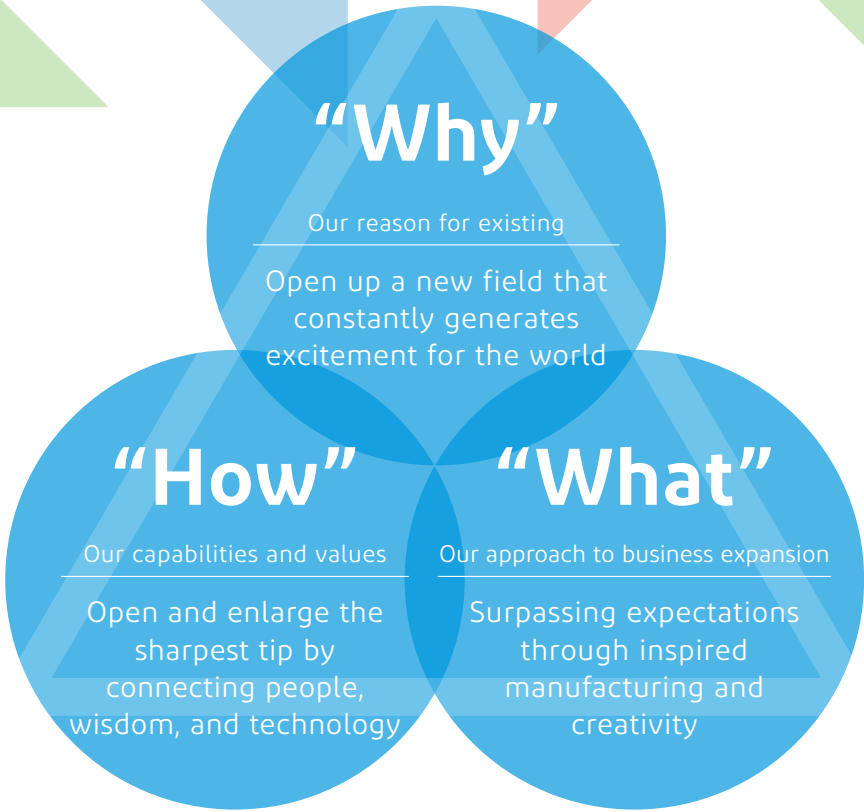 “Why”
Our reason for existing
Open up a new field that
constantly generates
excitement for the world
“How”
Our capabilities and values
Open and enlarge the
sharpest tip by
connecting people,
wisdom, and technology
“What”
Our approach to business expansion
Surpassing expectations
through inspired
manufacturing and
creativity